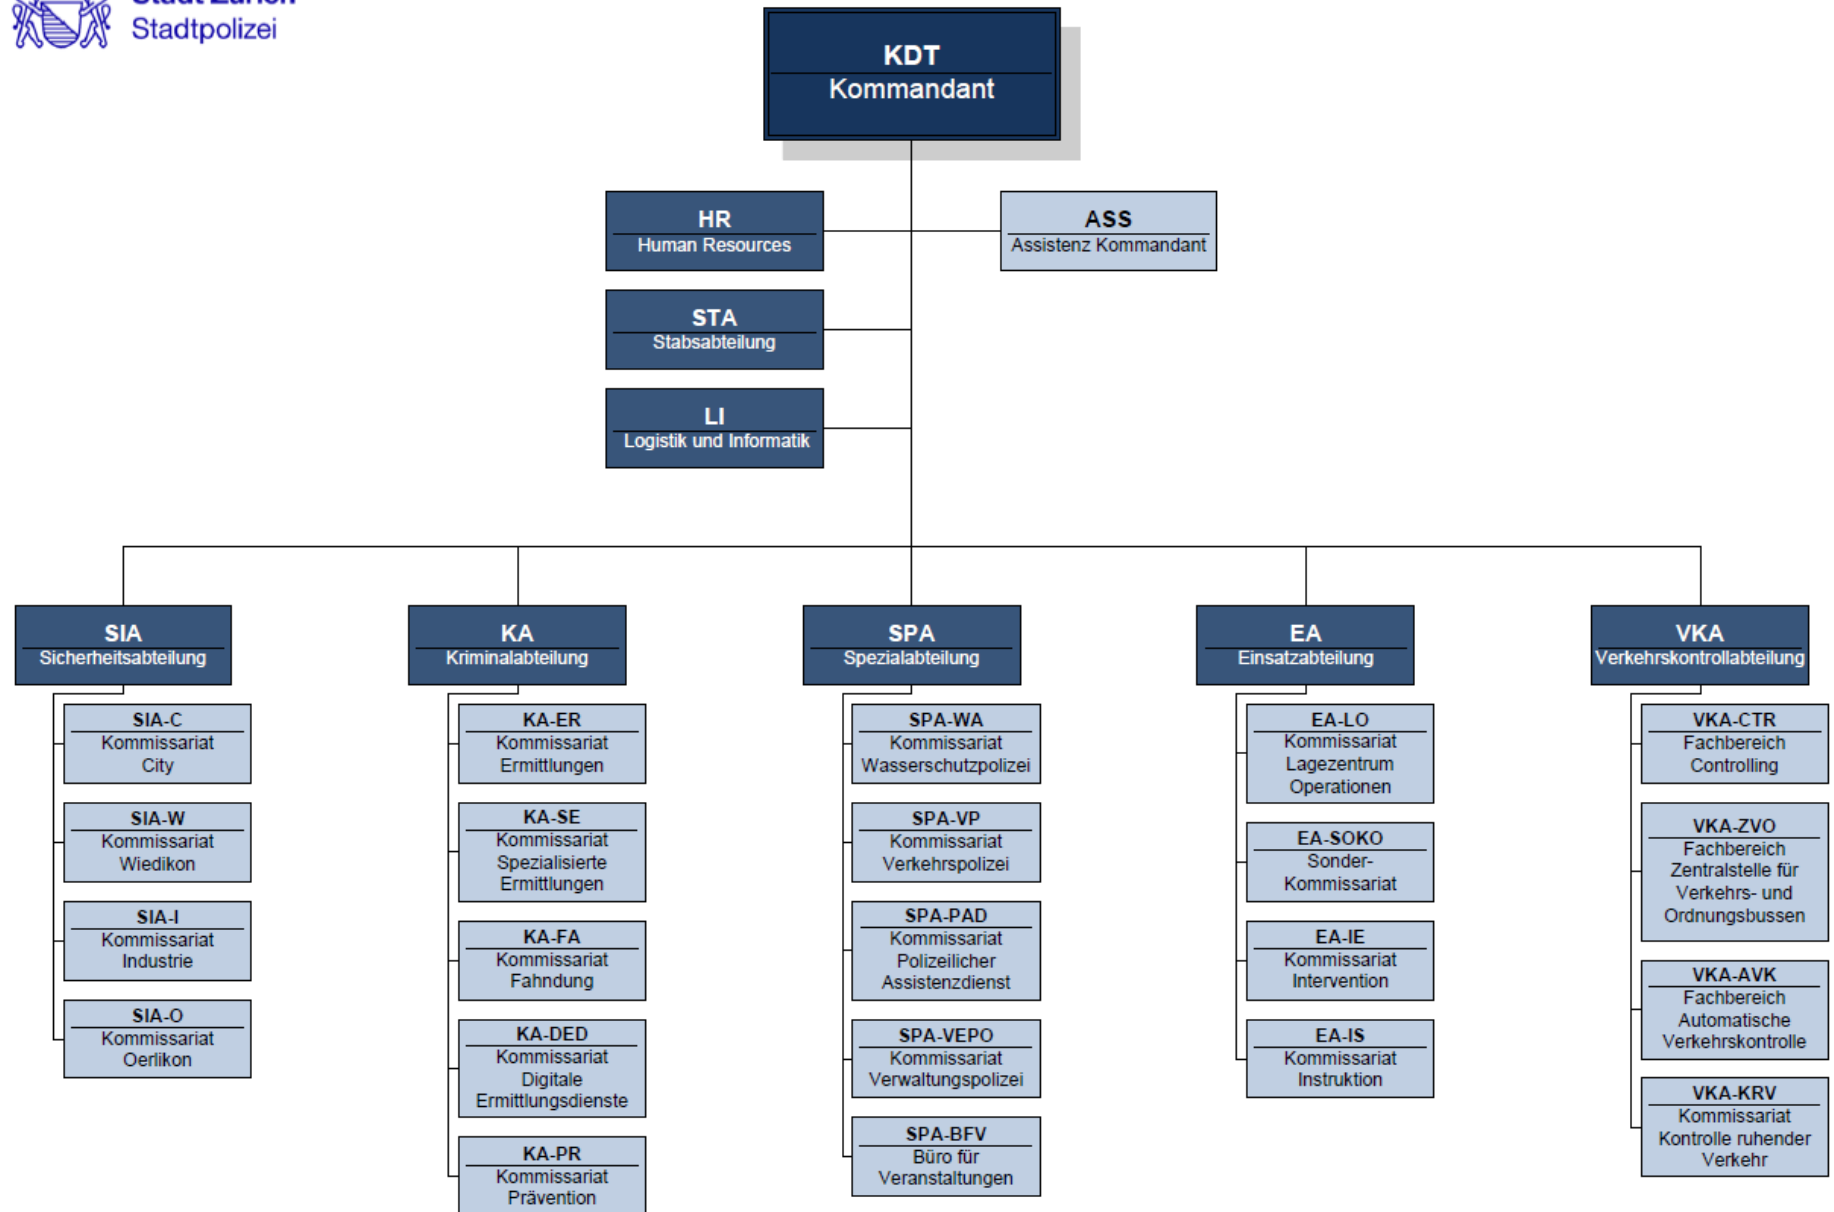 Stadt Zürich
Stadtpolizei
KDT
Kommandant
HR
Human Resources
ASS
Assistenz Kommandant
STA
Stabsabteilung
LI
Logistik und Informatik
SIA
Sicherheitsabteilung
SIA-C
Kommissariat
City
SIA-W
Kommissariat
Wiedikon
SIA-I
Kommissariat
Industrie
SIA-O
Kommissariat
Oerlikon
KA
Kriminalabteilung
KA-ER
Kommissariat
Ermittlungen
KA-SE
Kommissariat
Spezialisierte
Ermittlungen
KA-FA
Kommissariat
Fahndung
KA-DED
Kommissariat
Digitale
Ermittlungsdienste
KA-PR
Kommissariat
Prävention
SPA
Spezialabteilung
SPA-WA
Kommissariat
Wasserschutzpolizei
SPA-VP
Kommissariat
Verkehrspolizei
SPA-PAD
Kommissariat
Polizeilicher
Assistenzdienst
SPA-VEPO
Kommissariat
Verwaltungspolizei
SPA-BFV
Büro für
Veranstaltungen
EA
Einsatzabteilung
EA-LO
Kommissariat
Lagezentrum
Operationen
EA-SOKO
Sonder-
Kommissariat
EA-IE
Kommissariat
Intervention
EA-IS
Kommissariat
Instruktion
VKA
Verkehrskontrollabteilung
VKA-CTR
Fachbereich
Controlling
VKA-ZVO
Fachbereich
Zentralstelle für
Verkehrs- und
Ordnungsbussen
VKA-AVK
Fachbereich
Automatische
Verkehrskontrolle
VKA-KRV
Kommissariat
Kontrolle ruhender
Verkehr